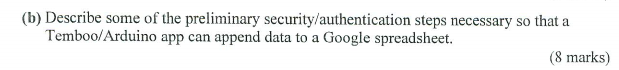 (b) Describe some of the preliminary security/authentication steps necessary so that a
Temboo/Arduino app can append data to a Google spreadsheet.
(8 marks)